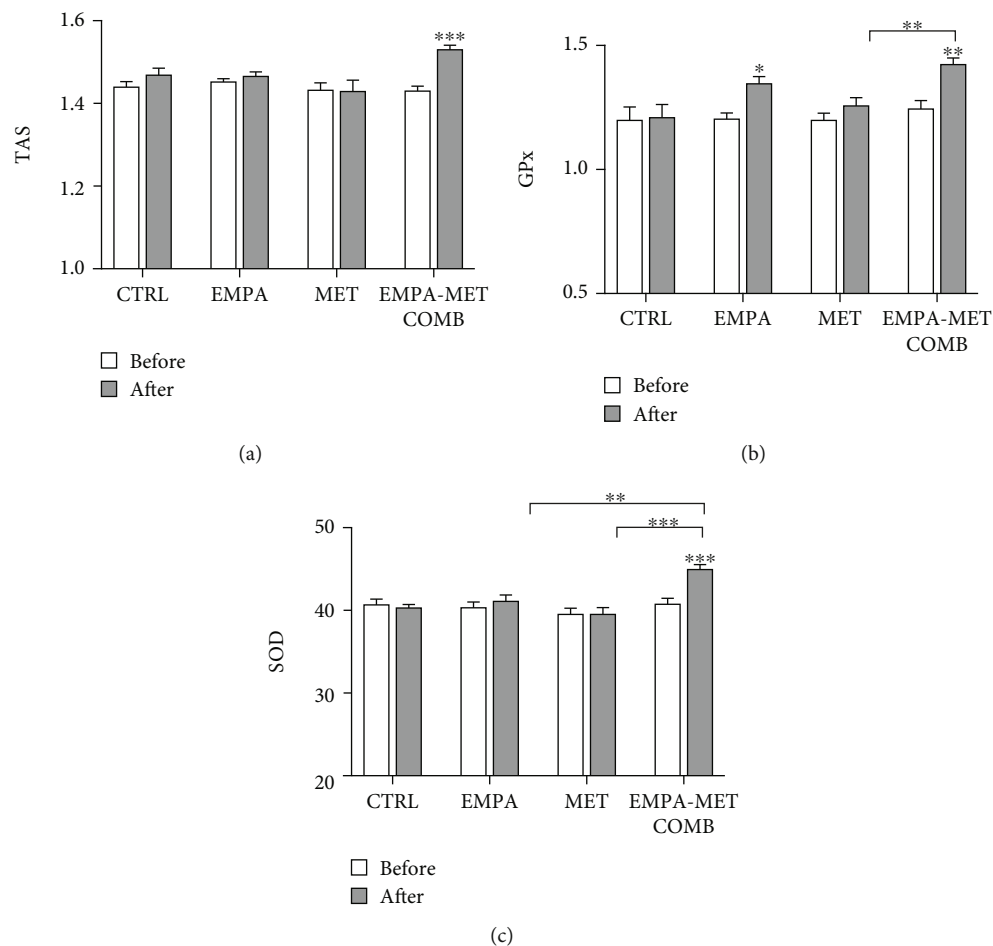 1.6
***
1.4
TAS
1.2
1.0
CTRL EMPA MET EMPA-MET
COMB
Before
After
(a)
**
1.5
**
*
GPx
1.0
0.5
CTRL EMPA MET EMPA-MET
COMB
Before
After
(b)
**
***
50
***
40
SOD
30
20
CTRL EMPA MET EMPA-MET
COMB
Before
After
(c)